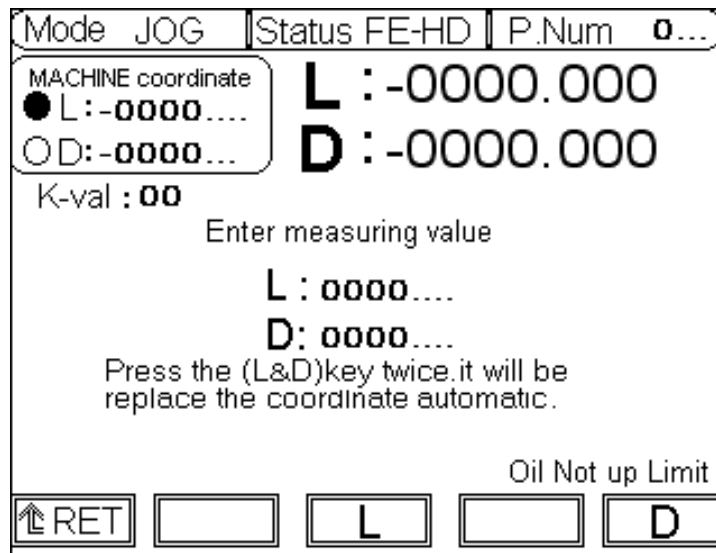 Mode JOG Status FE-HD P.Num 0...
MACHINE coordinate
L:-0000....
D:-0000...
L:-0000.000
D:-0000.000
K-val : 00
Enter measuring value
L : 0000....
D: 0000....
Press the (L&D)key twice.it will be
replace the coordinate automatic.
Oil Not up Limit
RET L D